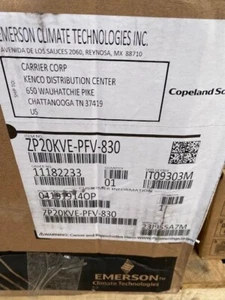 EMERSON CLIMATE TECHNOLOGIES INC.
AVENIDA DE LOS SAUCES 2060, REYNOSA, MX 88710
CARRIER CORP
KENCO DISTRIBUTION CENTER
650 WAUHATCHIE PIKE
CHATTANOOGA TN 37419
US
Copeland
ZP20KVE-PFV-830
11182233
01
IT09303M
ZP20KVE-PFV-830
EMERSON
Climate Technologies